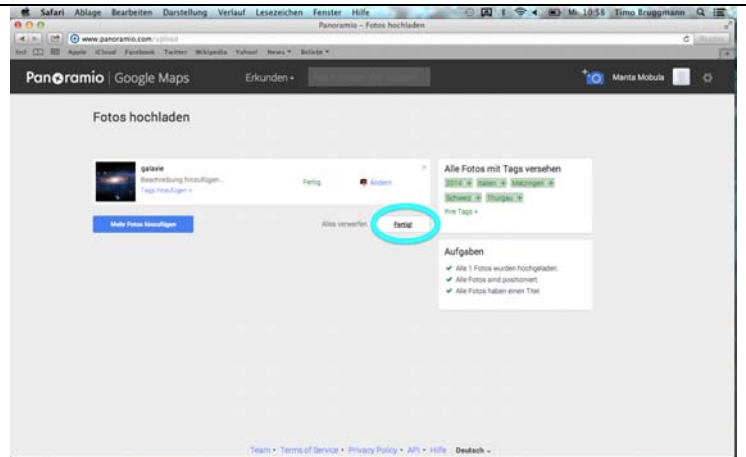 Safari Ablage Bearbeiten Darstellung Verlauf Lesezeichen Fenster Hilfe Mi. 10:58 Timo Bruggmann
Panoramio – Fotos hochladen
www.panoramio.com/upload Reader
Apple iCloud Facebook Twitter Wikipedia Yahoo! News Beliebt
Panoramio | Google Maps Erkunden Manta Mobula
Fotos hochladen
galaxie
Beschreibung hinzufügen...
Tags hinzufügen +
Fertig
Ändern
Mehr Fotos hinzufügen
Alles verwerfen
Fertig!
Alle Fotos mit Tags versehen
2014 + Italien + Matzingen +
Schweiz + Thurgau +
Ihre Tags +
Aufgaben
Alle 1 Fotos wurden hochgeladen.
Alle Fotos sind positioniert.
Alle Fotos haben einen Titel.
Team • Terms of Service • Privacy Policy • API • Hilfe Deutsch